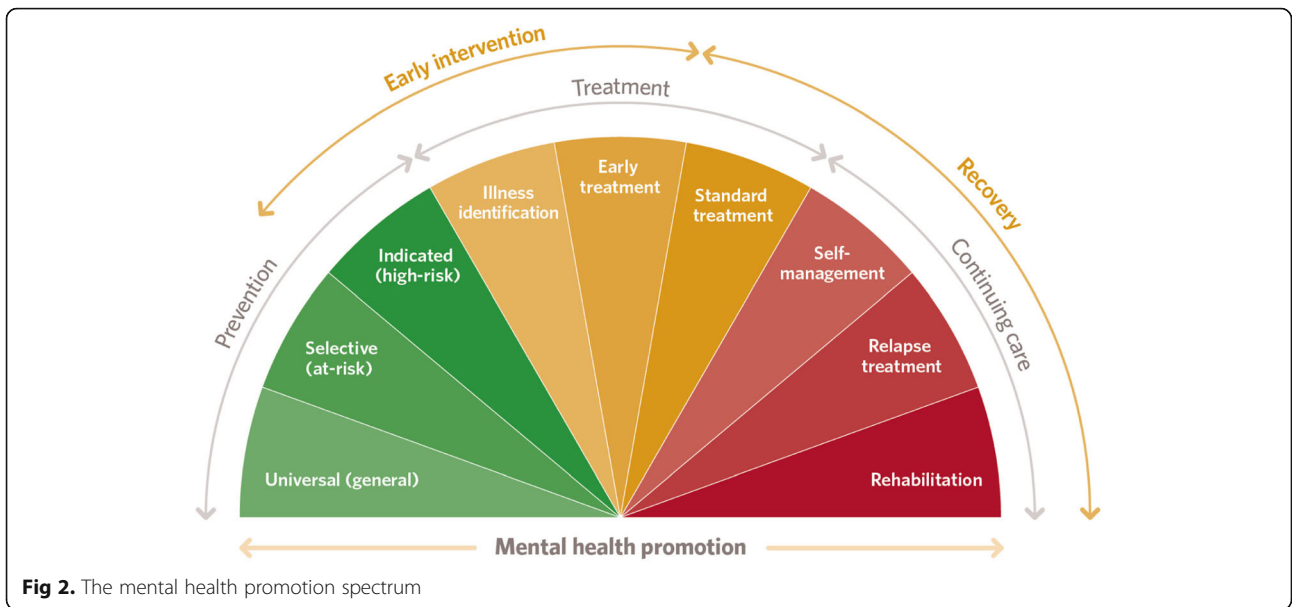 Early intervention
Treatment
Prevention
Recovery
Continuing care
Universal (general)
Selective
(at-risk)
Indicated
(high-risk)
Illness
identification
Early
treatment
Standard
treatment
Self-
management
Relapse
treatment
Rehabilitation
Mental health promotion
Fig 2. The mental health promotion spectrum